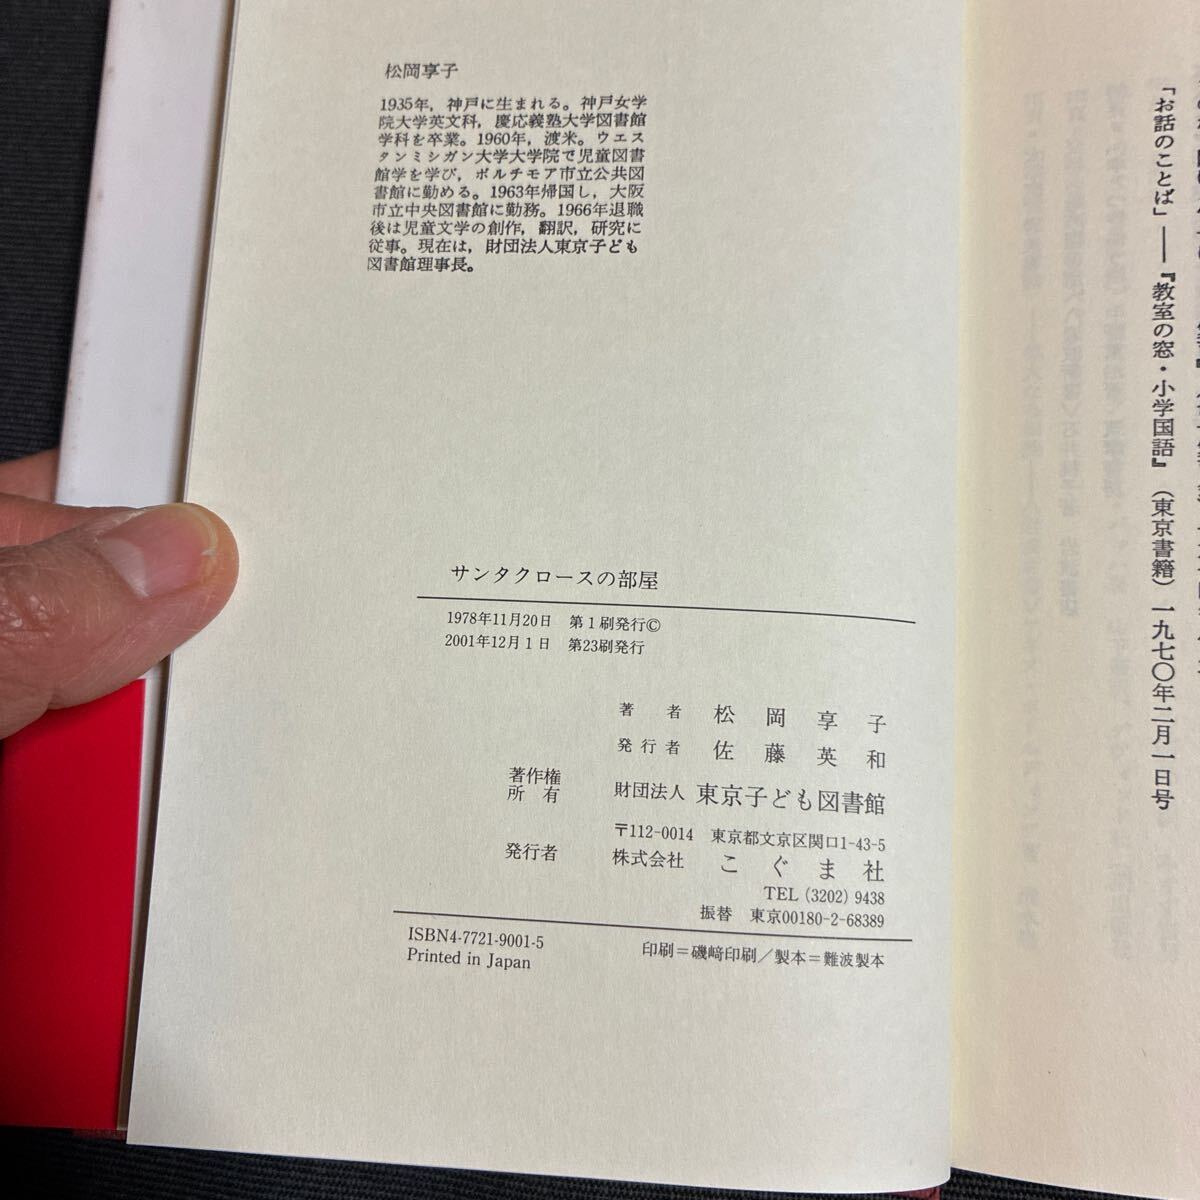 「お話のことば」――『教室の窓・小学国語』（東京書籍）一九七〇年二月一日号
松岡享子
1935年，神戸に生まれる。神戸女学
院大学英文科，慶応義塾大学図書館
学科を卒業。1960年，渡米。ウエス
タンミシガン大学大学院で児童図書
館学を学び，ボルチモア市立公共図
書館に勤める。1963年帰国し，大阪
市立中央図書館に勤務。1966年退職
後は児童文学の創作，翻訳，研究に
従事。現在は，財団法人東京子ども
図書館理事長。
サンタクロースの部屋
1978年11月20日　第１刷発行©
2001年12月１日　第23刷発行
著　者　松　岡　享　子
発行者　佐　藤　英　和
著作権
所　有　財団法人 東京子ども図書館
〒112-0014　東京都文京区関口1-43-5
発行者　株式会社　こ　ぐ　ま　社
TEL (3202) 9438
振替　東京00180-2-68389
ISBN4-7721-9001-5
Printed in Japan
印刷＝磯﨑印刷／製本＝難波製本